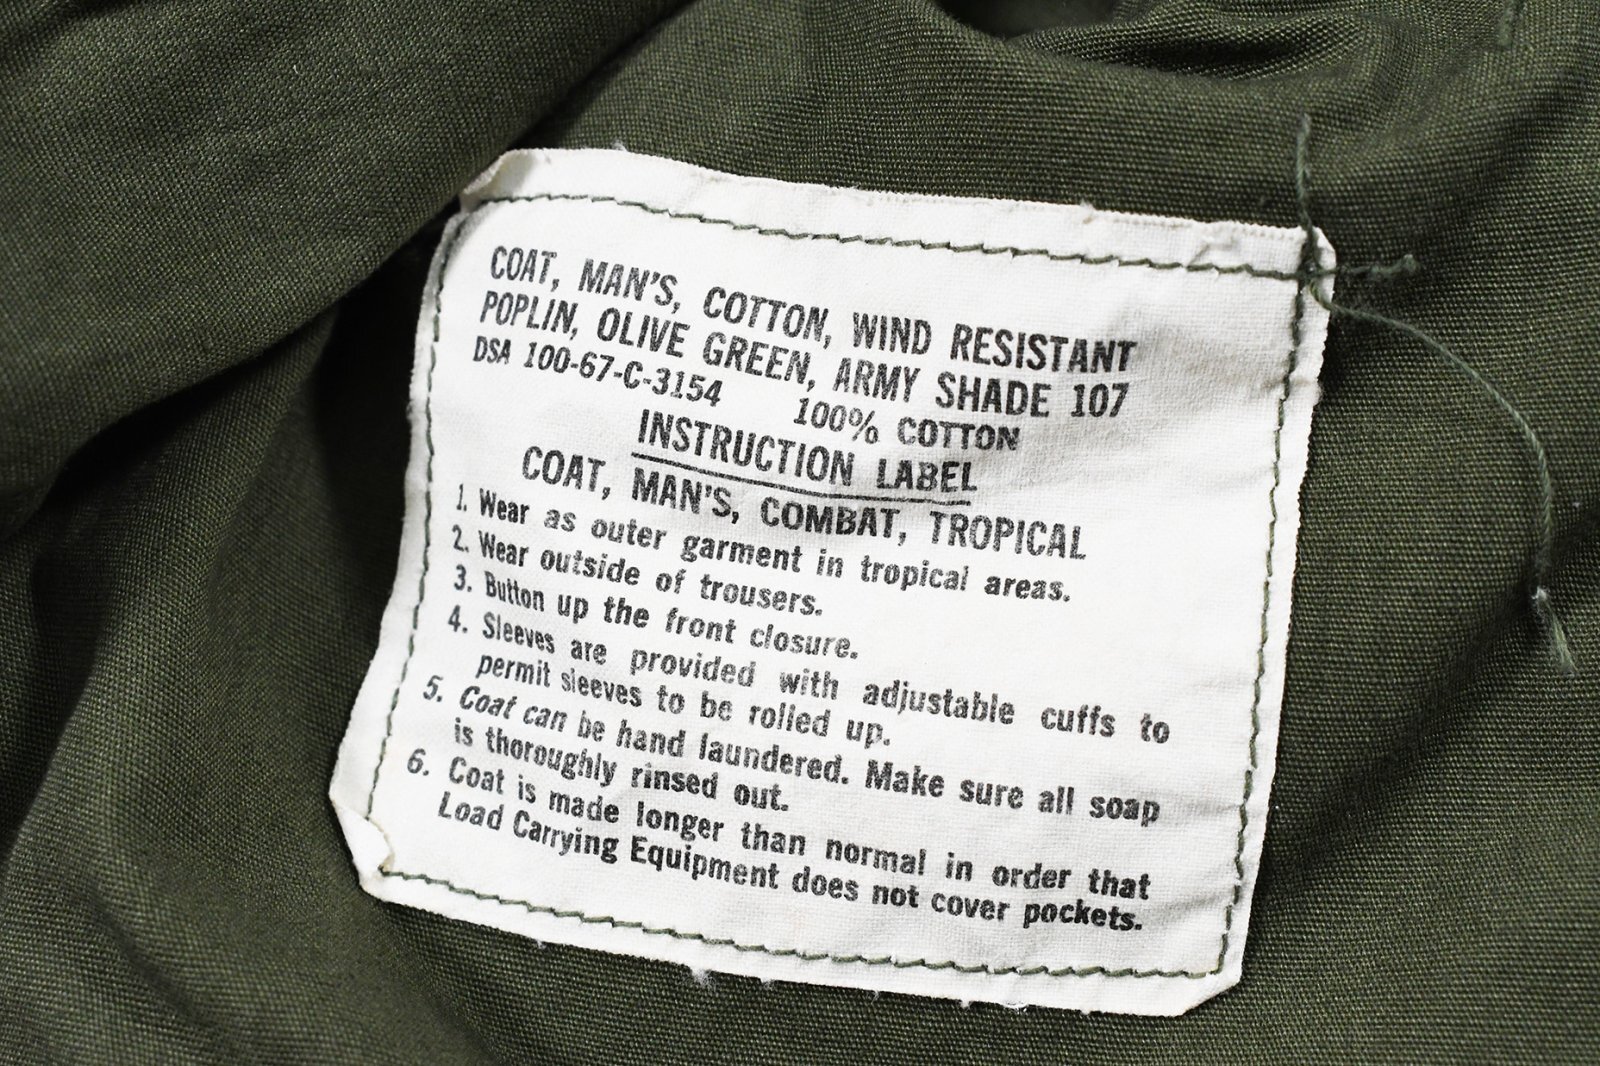 COAT, MAN'S, COTTON, WIND RESISTANT
POPLIN, OLIVE GREEN, ARMY SHADE 107
DSA 100-67-C-3154 100% COTTON
INSTRUCTION LABEL
COAT, MAN'S, COMBAT, TROPICAL
1. Wear as outer garment in tropical areas.
2. Wear outside of trousers.
3. Button up the front closure.
4. Sleeves are provided with adjustable cuffs to
permit sleeves to be rolled up.
5. Coat can be hand laundered. Make sure all soap
is thoroughly rinsed out.
6. Coat is made longer than normal in order that
Load Carrying Equipment does not cover pockets.